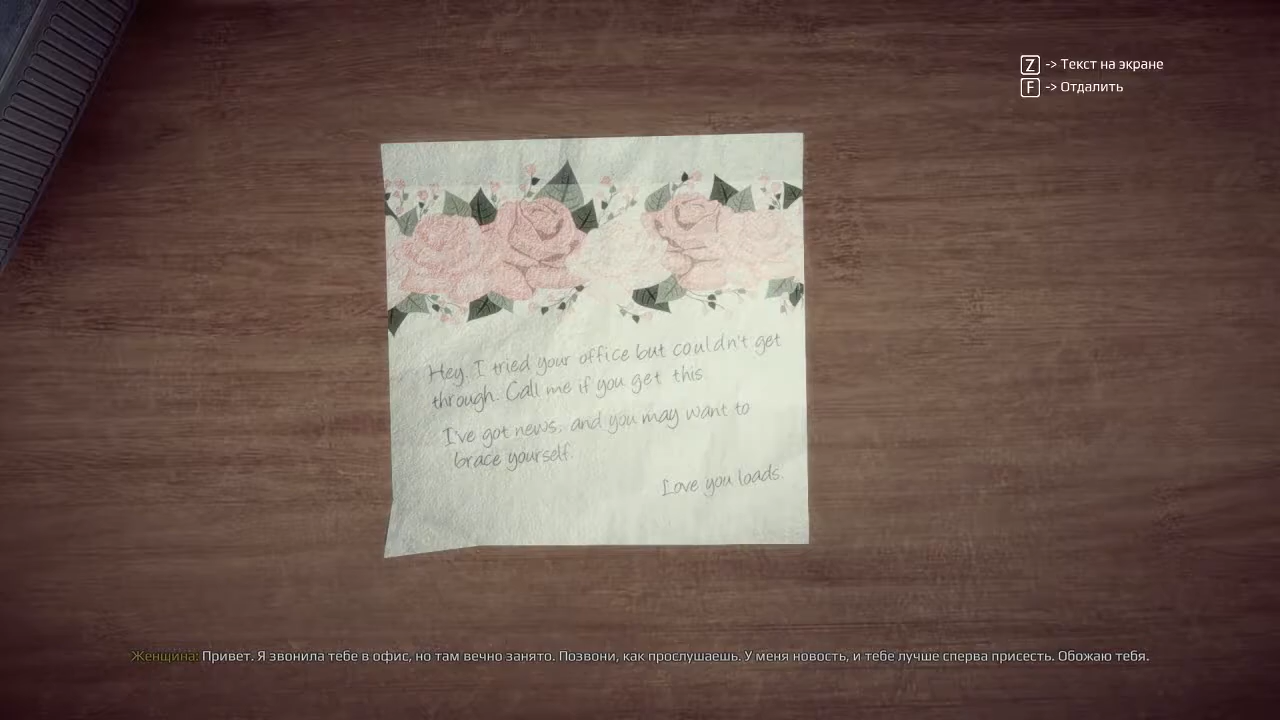 Z -> Текст на экране
F -> Отдалить
Hey, I tried your office but couldn't get
through. Call me if you get this.
I've got news, and you may want to
brace yourself.
Love you loads.
Женщина: Привет. Я звонила тебе в офис, но там вечно занято. Позвони, как прослушаешь. У меня новость, и тебе лучше сперва присесть. Обожаю тебя.